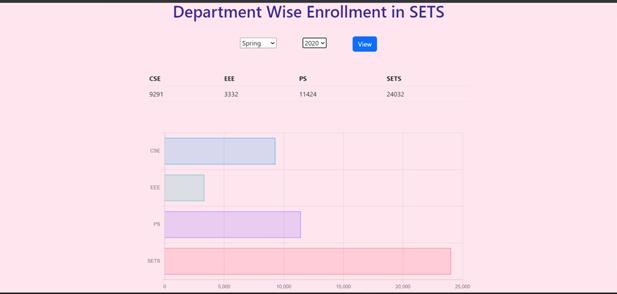 Department Wise Enrollment in SETS
Spring 2020 View
CSE EEE PS SETS
9291 3332 11424 24032
CSE
EEE
PS
SETS
0 5,000 10,000 15,000 20,000 25,000